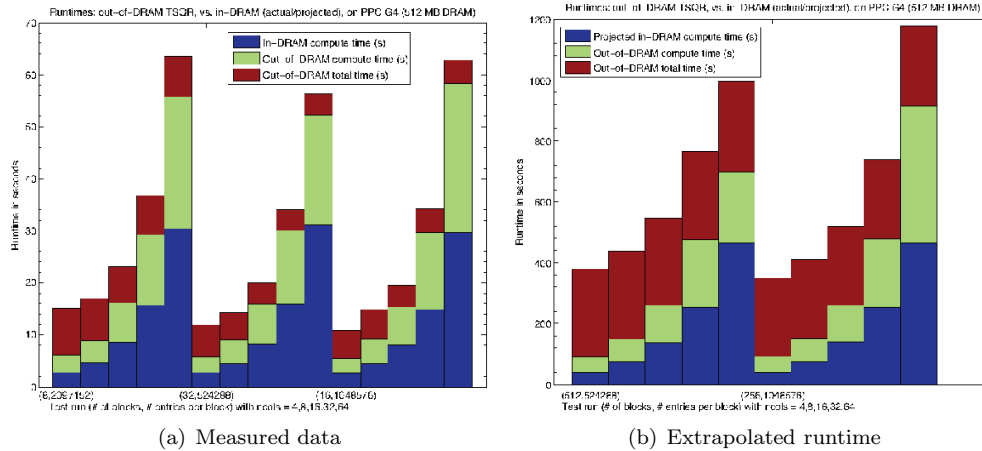 Runtimes: out-of-DRAM TSQR, vs. in-DRAM (actual/projected), on PPC G4 (512 MB DRAM)
In-DRAM compute time (s)
Out-of-DRAM compute time (s)
Out-of-DRAM total time (s)
Runtime in seconds
70
60
50
40
30
20
10
0
(8,2097152)
(32,524288)
(16,1048576)
Test run (# of blocks, # entries per block) with ncols = 4,8,16,32,64
(a) Measured data
Runtimes: out-of-DRAM TSQR, vs. in-DRAM (actual/projected), on PPC G4 (512 MB DRAM)
Projected in-DRAM compute time (s)
Out-of-DRAM compute time (s)
Out-of-DRAM total time (s)
Runtime in seconds
1200
1000
800
600
400
200
0
(512,524288)
(256,1048576)
Test run (# of blocks, # entries per block) with ncols = 4,8,16,32,64
(b) Extrapolated runtime